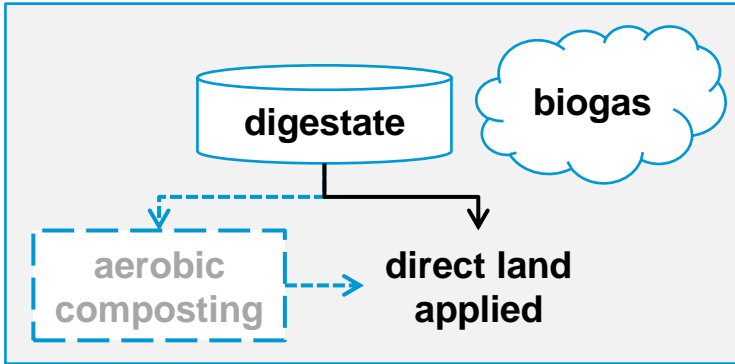 biogas
digestate
aerobic
composting
direct land
applied